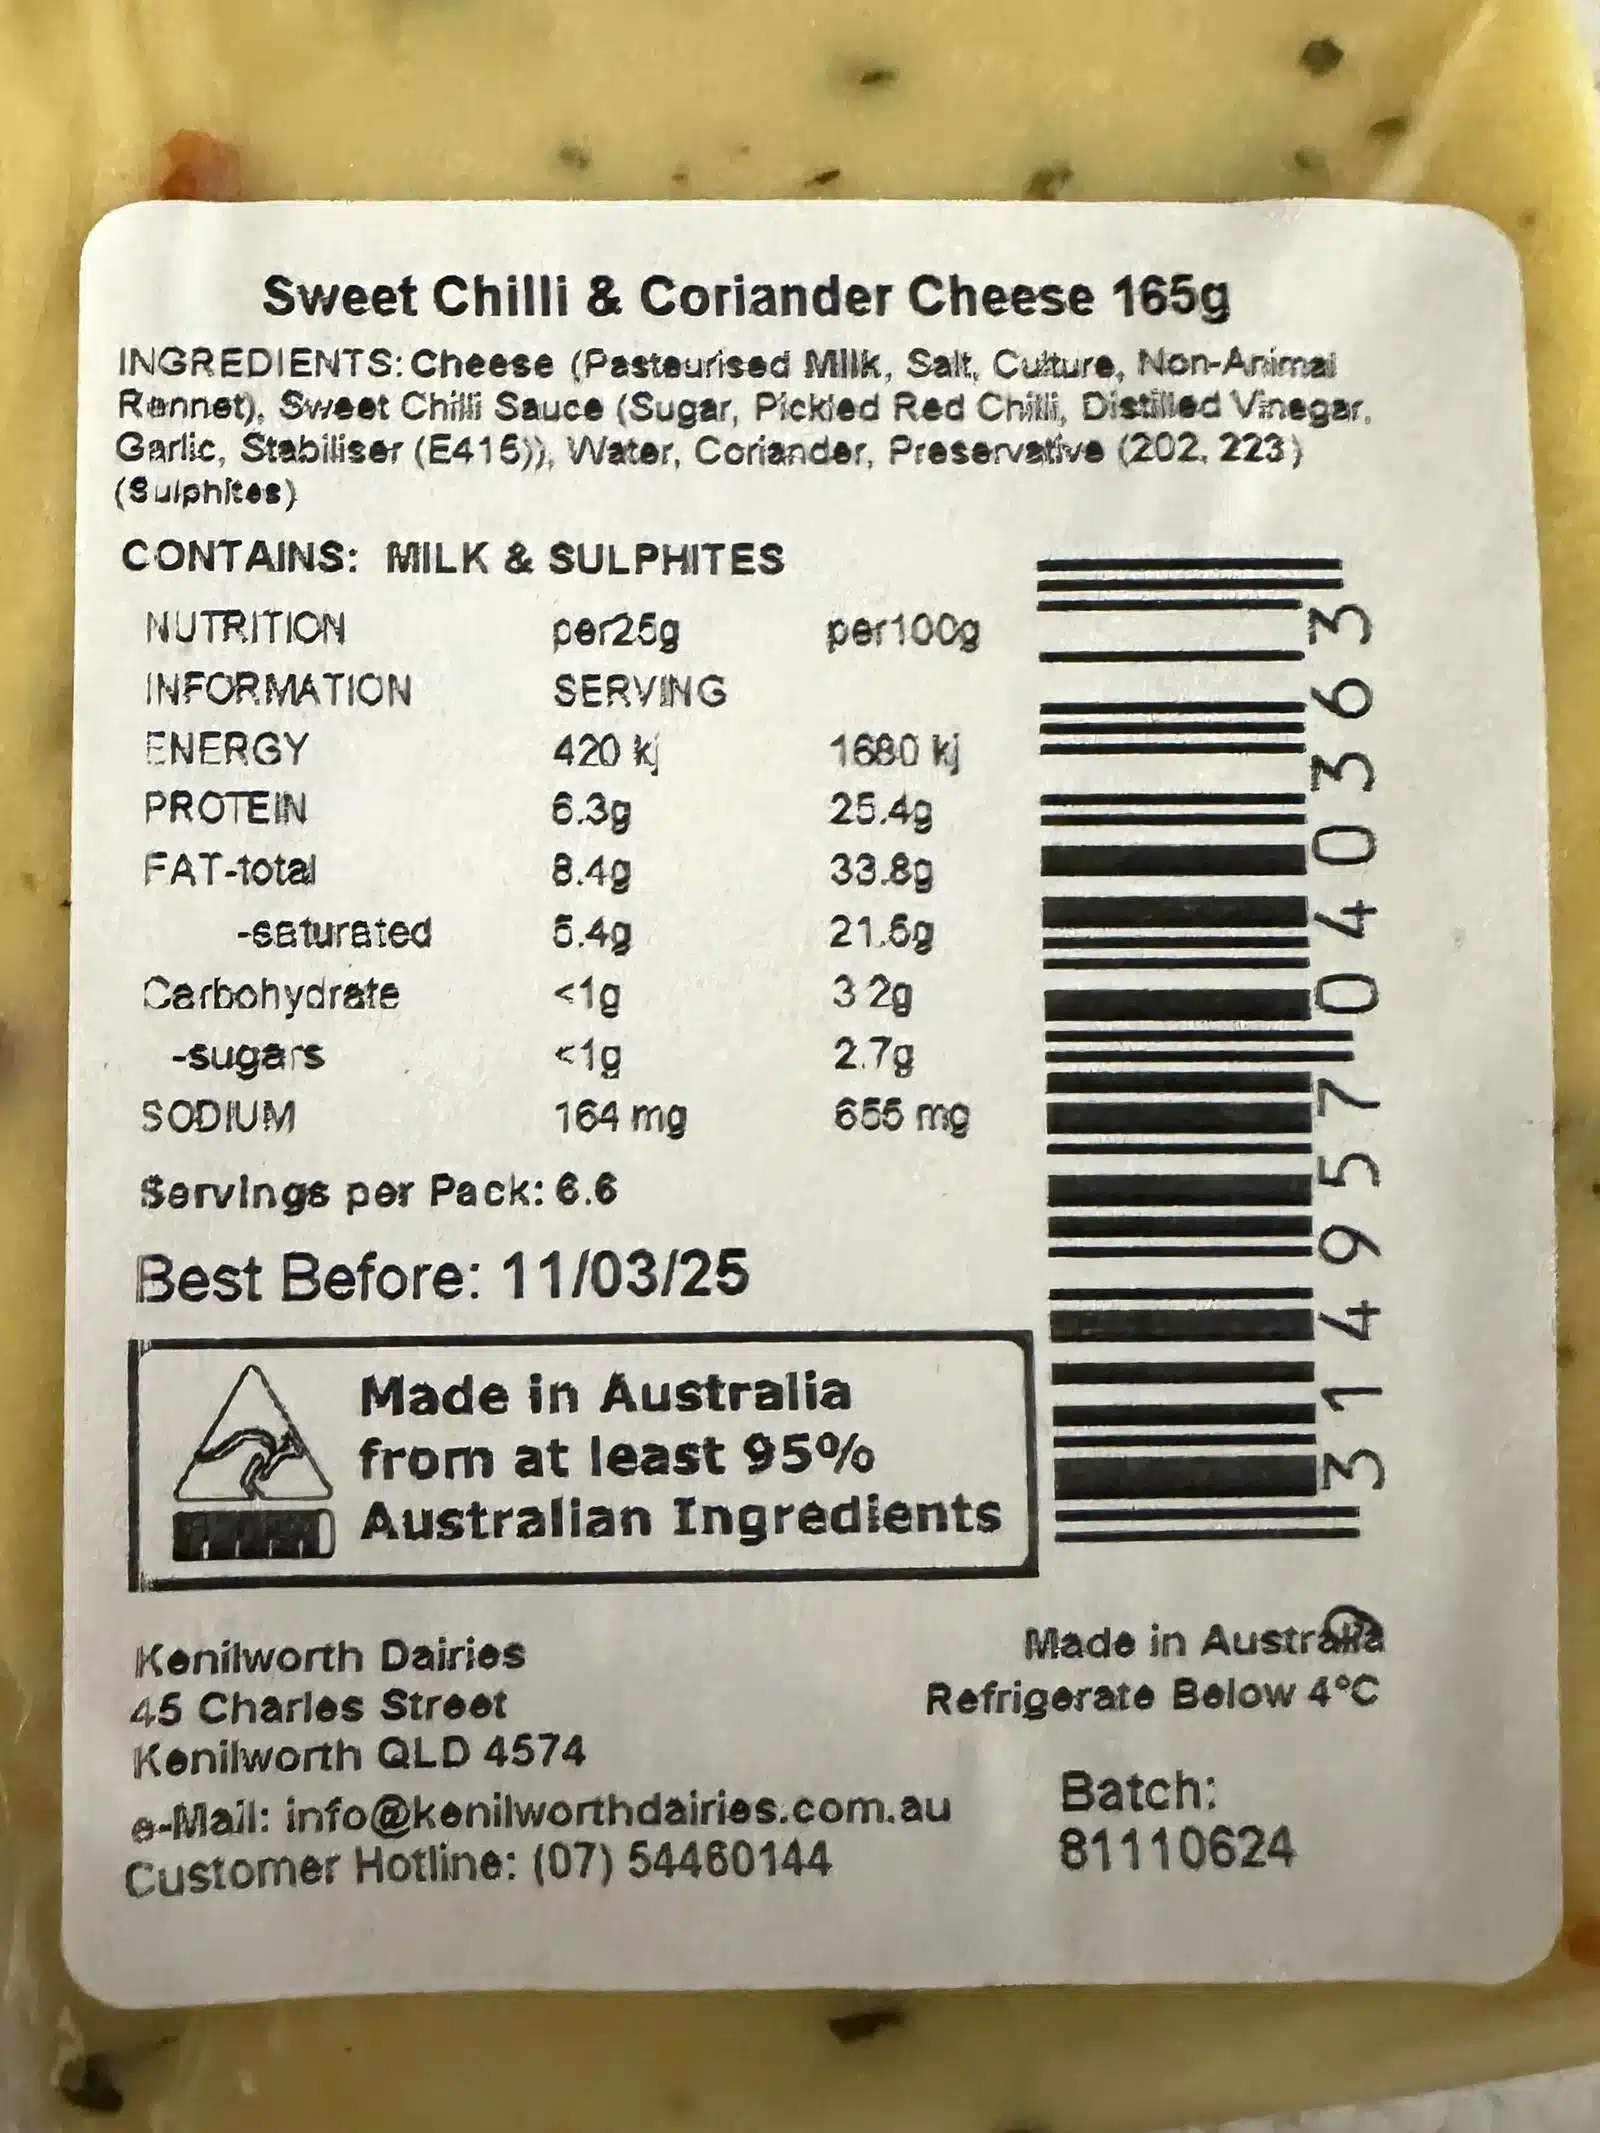 Sweet Chilli & Coriander Cheese 165g
INGREDIENTS: Cheese (Pasteurised Milk, Salt, Culture, Non-Animal
Rennet), Sweet Chilli Sauce (Sugar, Pickled Red Chilli, Distilled Vinegar,
Garlic, Stabiliser (E415)), Water, Coriander, Preservative (202, 223)
(Sulphites)
CONTAINS: MILK & SULPHITES
NUTRITION per25g per100g
INFORMATION SERVING
ENERGY 420 kj 1680 kj
PROTEIN 6.3g 25.4g
FAT-total 8.4g 33.8g
-saturated 5.4g 21.6g
Carbohydrate <1g 3.2g
-sugars <1g 2.7g
SODIUM 164 mg 655 mg
Servings per Pack: 6.6
Best Before: 11/03/25
Made in Australia
from at least 95%
Australian Ingredients
3149570403633
Kenilworth Dairies
45 Charles Street
Kenilworth QLD 4574
e-Mail: info@kenilworthdairies.com.au
Customer Hotline: (07) 54460144
Made in Australia
Refrigerate Below 4°C
Batch:
81110624